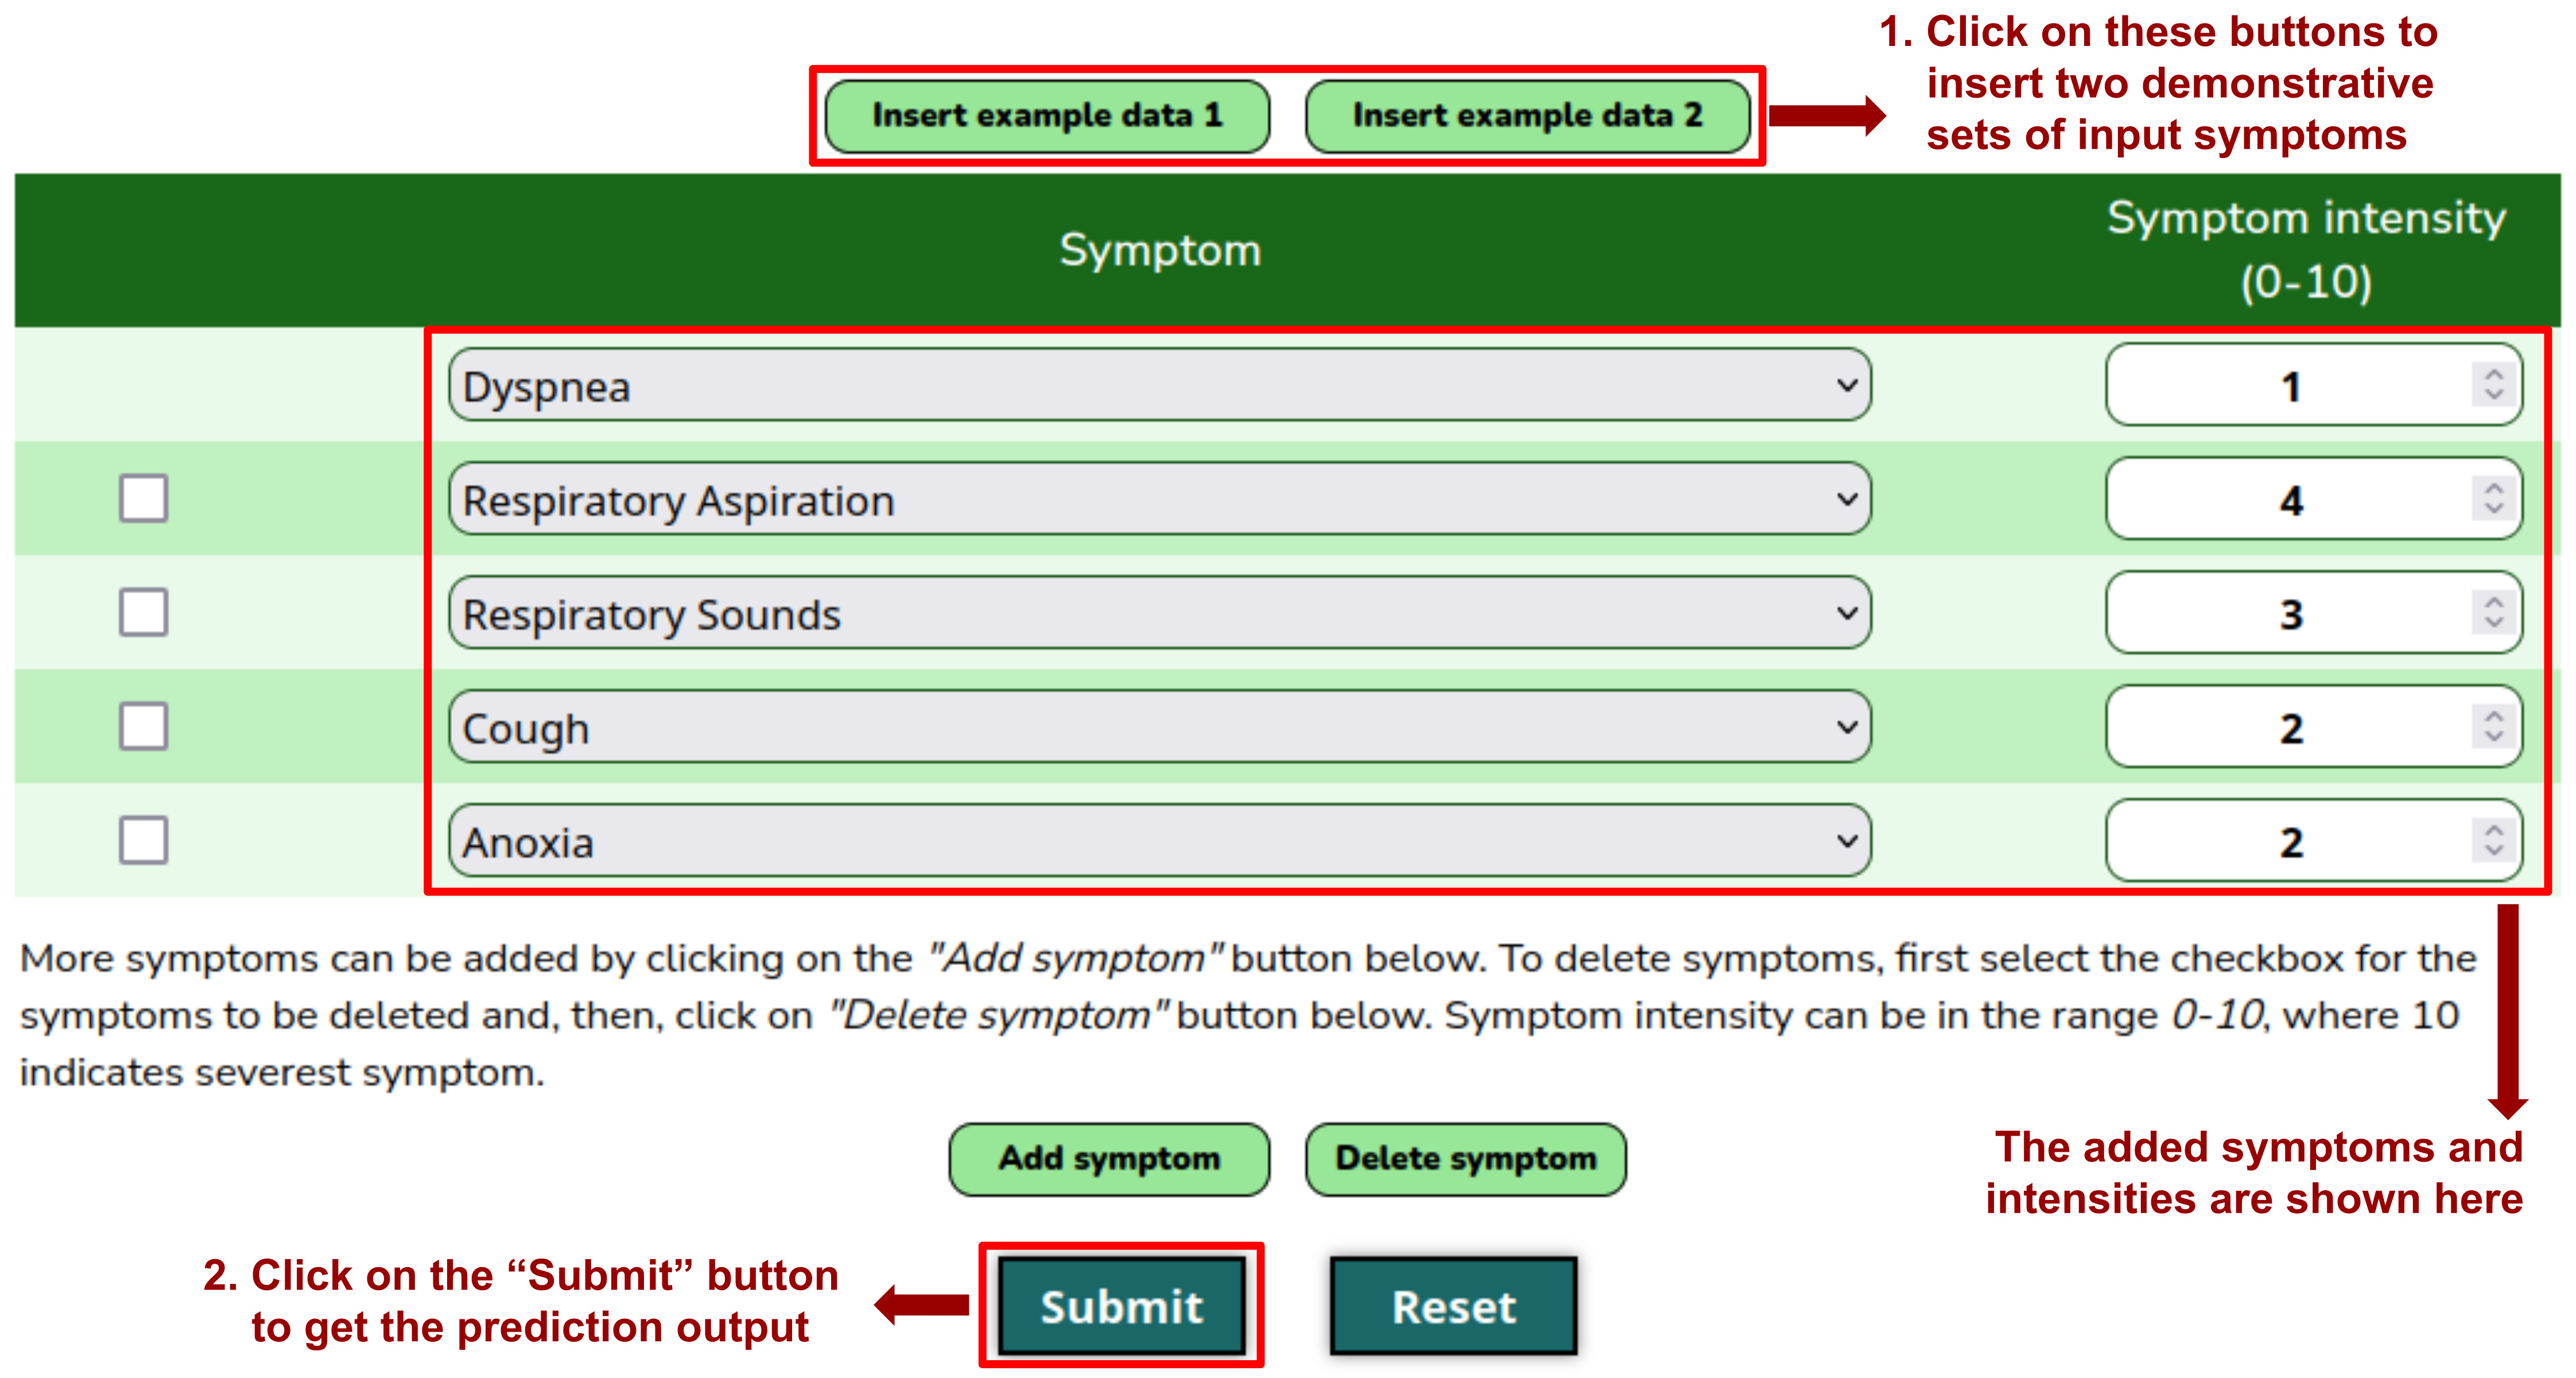 1. Click on these buttons to
insert two demonstrative
sets of input symptoms
Insert example data 1
Insert example data 2
Symptom
Symptom intensity
(0-10)
Dyspnea
1
Respiratory Aspiration
4
Respiratory Sounds
3
Cough
2
Anoxia
2
More symptoms can be added by clicking on the "Add symptom" button below. To delete symptoms, first select the checkbox for the
symptoms to be deleted and, then, click on "Delete symptom" button below. Symptom intensity can be in the range 0-10, where 10
indicates severest symptom.
Add symptom
Delete symptom
The added symptoms and
intensities are shown here
2. Click on the “Submit” button
to get the prediction output
Submit
Reset